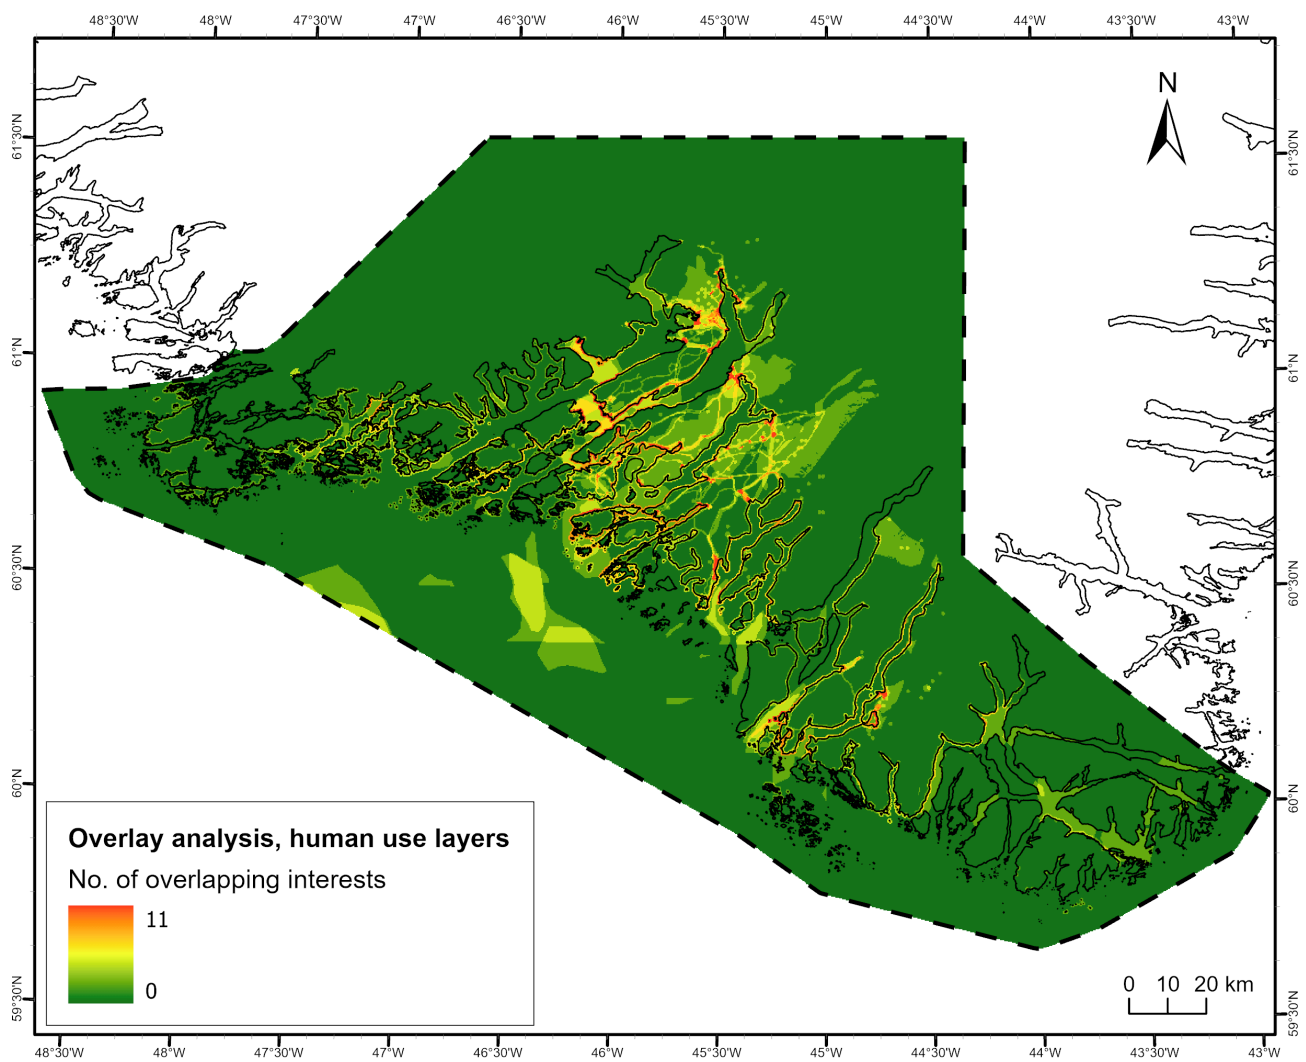 48°30'W 48°W 47°30'W 47°W 46°30'W 46°W 45°30'W 45°W 44°30'W 44°W 43°30'W 43°W
N
61°30'N 61°30'N
61°N 61°N
60°30'N 60°30'N
60°N 60°N
Overlay analysis, human use layers
No. of overlapping interests
11
0
0 10 20 km
59°30'N 59°30'N
48°30'W 48°W 47°30'W 47°W 46°30'W 46°W 45°30'W 45°W 44°30'W 44°W 43°30'W 43°W